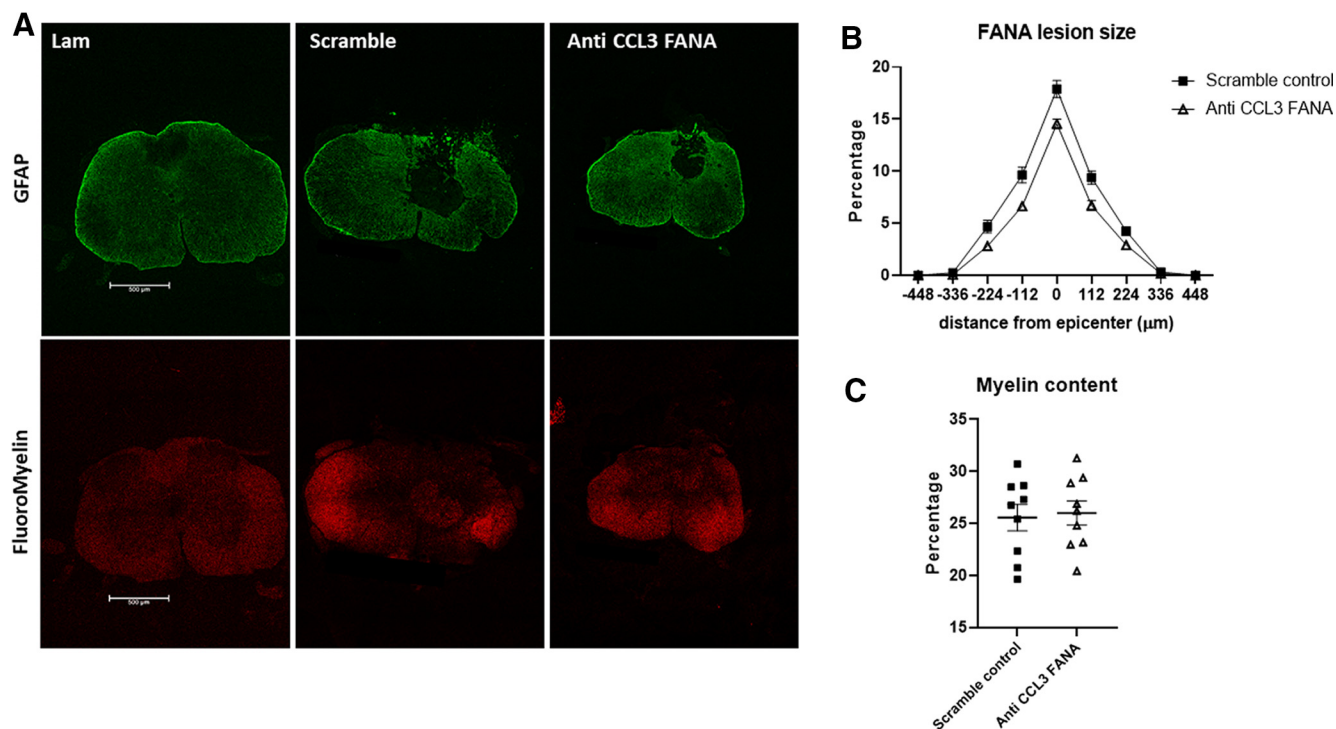 A
Lam
Scramble
Anti CCL3 FANA
GFAP
500 µm
FluoroMyelin
500 µm
B
FANA lesion size
Scramble control
Anti CCL3 FANA
Percentage
20
15
10
5
0
-448 -336 -224 -112 0 112 224 336 448
distance from epicenter (µm)
C
Myelin content
Percentage
35
30
25
20
15
Scramble control
Anti CCL3 FANA